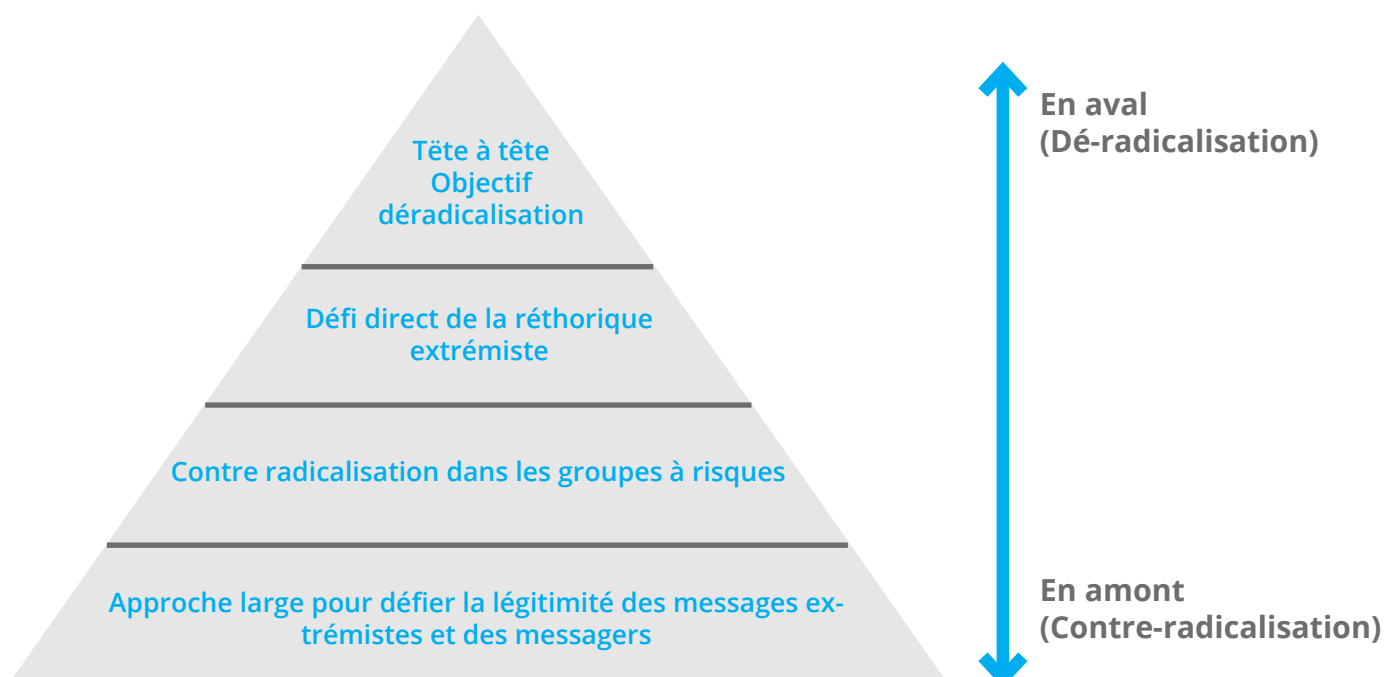 Tëte à tête
Objectif
déradicalisation
Défi direct de la réthorique
extrémiste
Contre radicalisation dans les groupes à risques
Approche large pour défier la légitimité des messages ex-
trémistes et des messagers
En aval
(Dé-radicalisation)
En amont
(Contre-radicalisation)